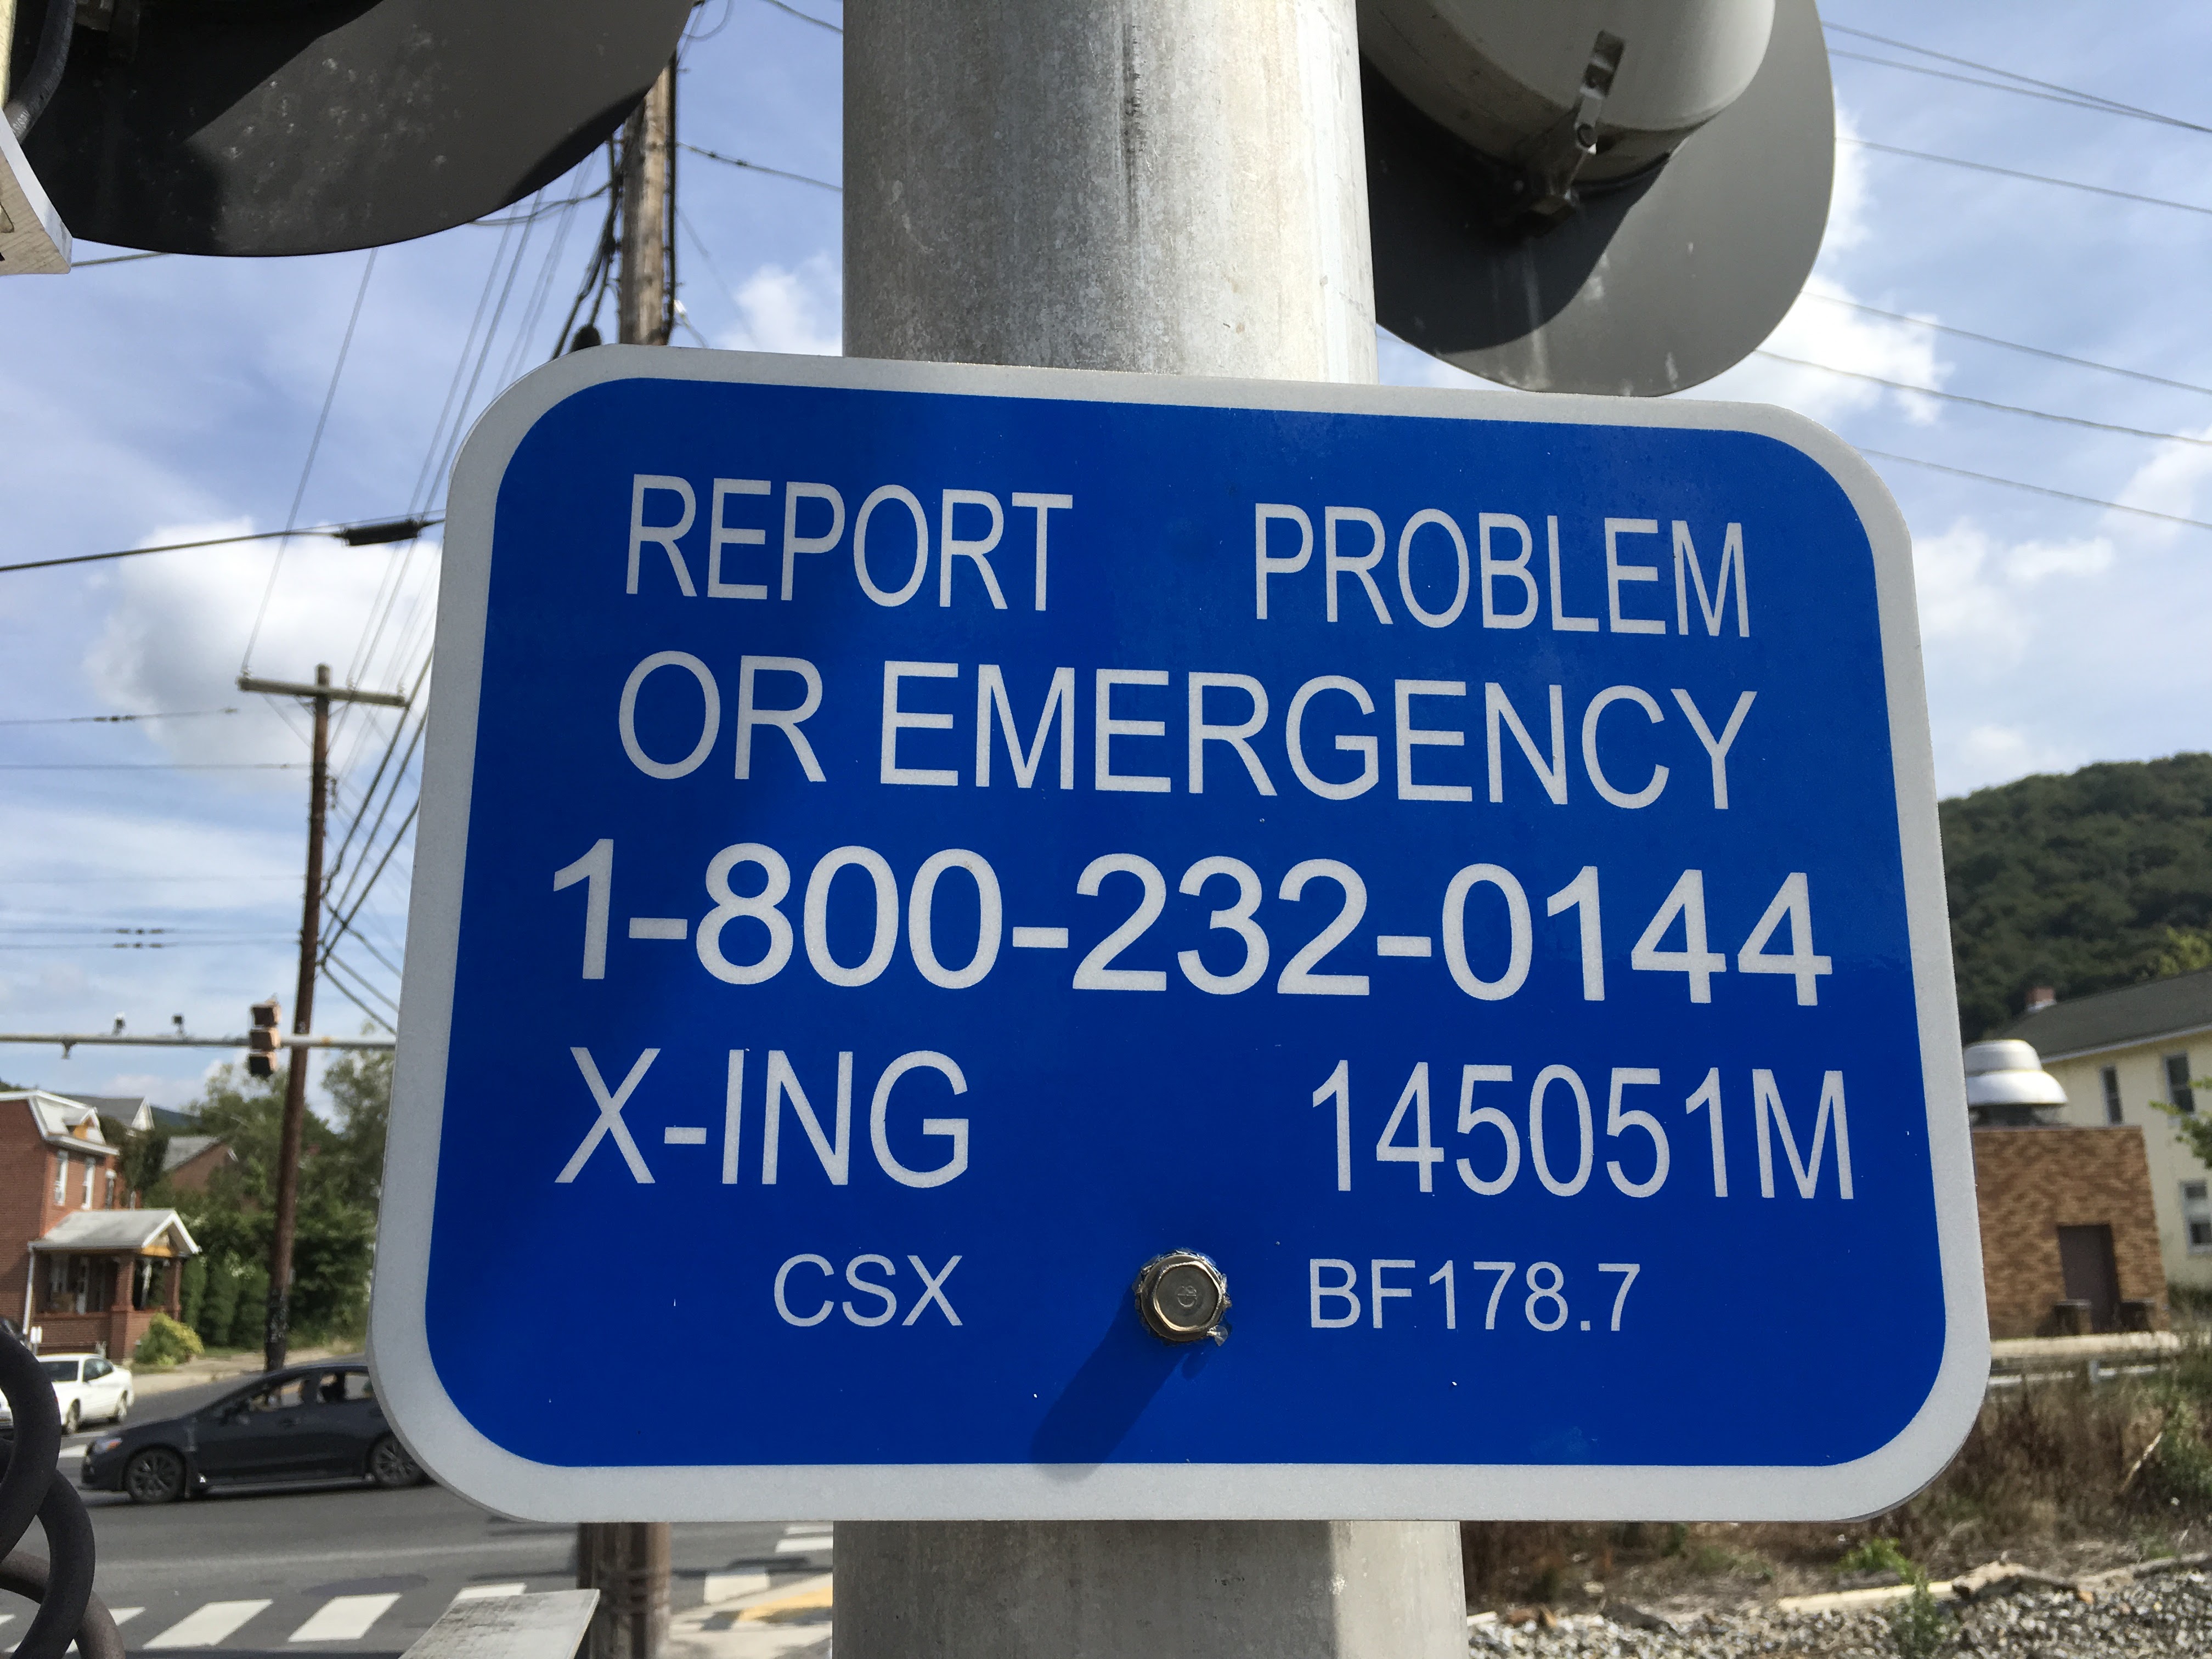 REPORT PROBLEM
OR EMERGENCY
1-800-232-0144
X-ING 145051M
CSX BF178.7